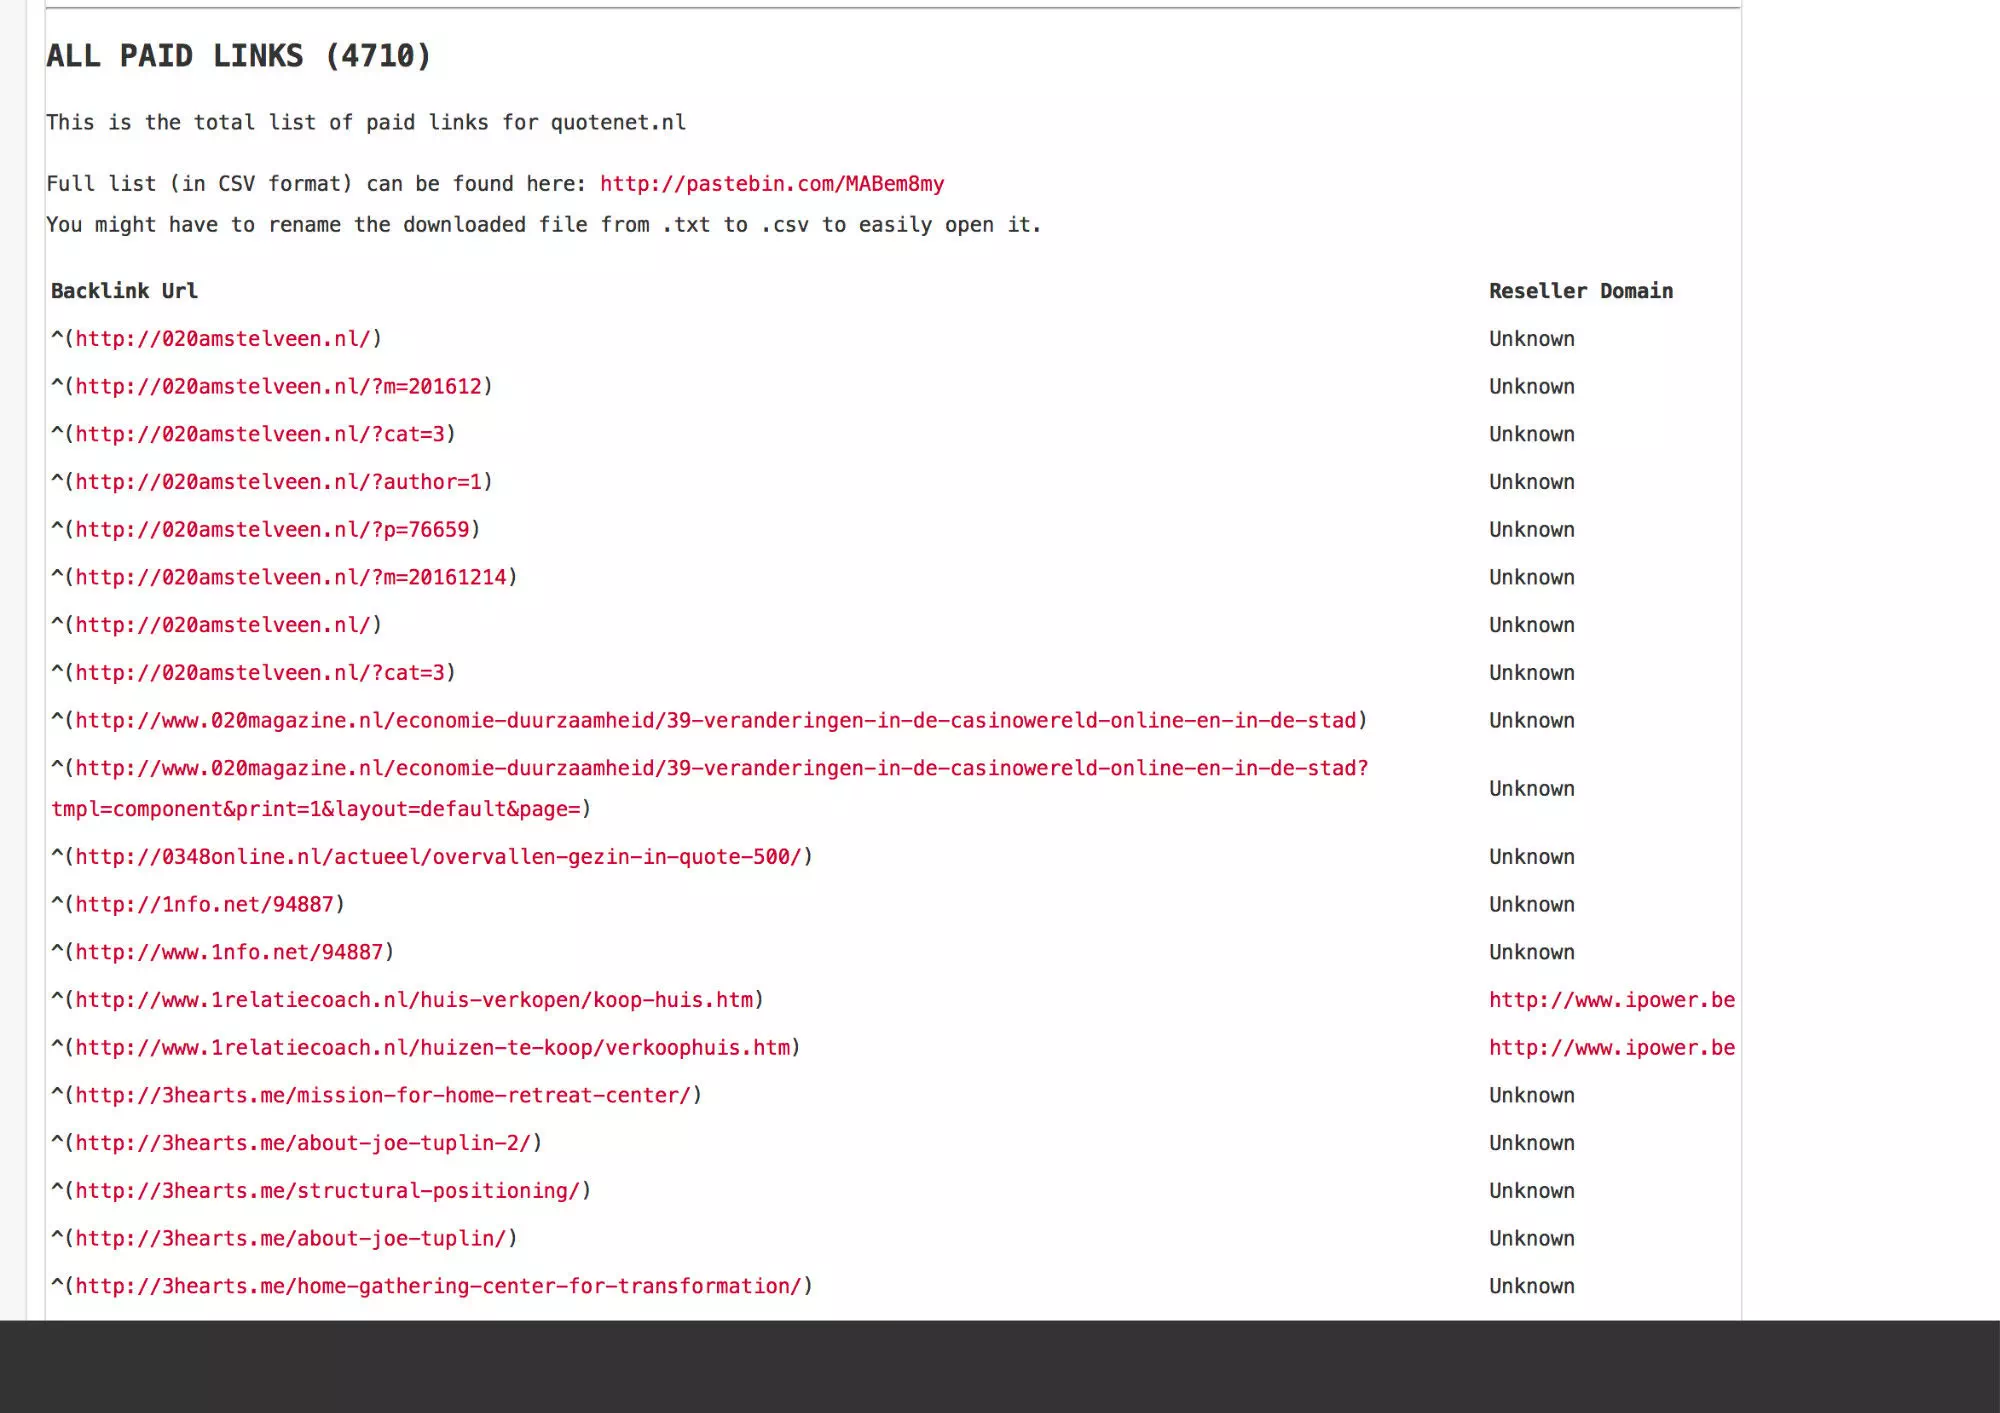 ALL PAID LINKS (4710)
This is the total list of paid links for quotenet.nl
Full list (in CSV format) can be found here: http://pastebin.com/MABem8my
You might have to rename the downloaded file from .txt to .csv to easily open it.
Backlink Url Reseller Domain
^(http://020amstelveen.nl/) Unknown
^(http://020amstelveen.nl/?m=201612) Unknown
^(http://020amstelveen.nl/?cat=3) Unknown
^(http://020amstelveen.nl/?author=1) Unknown
^(http://020amstelveen.nl/?p=76659) Unknown
^(http://020amstelveen.nl/?m=20161214) Unknown
^(http://020amstelveen.nl/) Unknown
^(http://020amstelveen.nl/?cat=3) Unknown
^(http://www.020magazine.nl/economie-duurzaamheid/39-veranderingen-in-de-casinowereld-online-en-in-de-stad) Unknown
^(http://www.020magazine.nl/economie-duurzaamheid/39-veranderingen-in-de-casinowereld-online-en-in-de-stad?
tmpl=component&print=1&layout=default&page=) Unknown
^(http://0348online.nl/actueel/overvallen-gezin-in-quote-500/) Unknown
^(http://1nfo.net/94887) Unknown
^(http://www.1nfo.net/94887) Unknown
^(http://www.1relatiecoach.nl/huis-verkopen/koop-huis.htm) http://www.ipower.be
^(http://www.1relatiecoach.nl/huizen-te-koop/verkoophuis.htm) http://www.ipower.be
^(http://3hearts.me/mission-for-home-retreat-center/) Unknown
^(http://3hearts.me/about-joe-tuplin-2/) Unknown
^(http://3hearts.me/structural-positioning/) Unknown
^(http://3hearts.me/about-joe-tuplin/) Unknown
^(http://3hearts.me/home-gathering-center-for-transformation/) Unknown